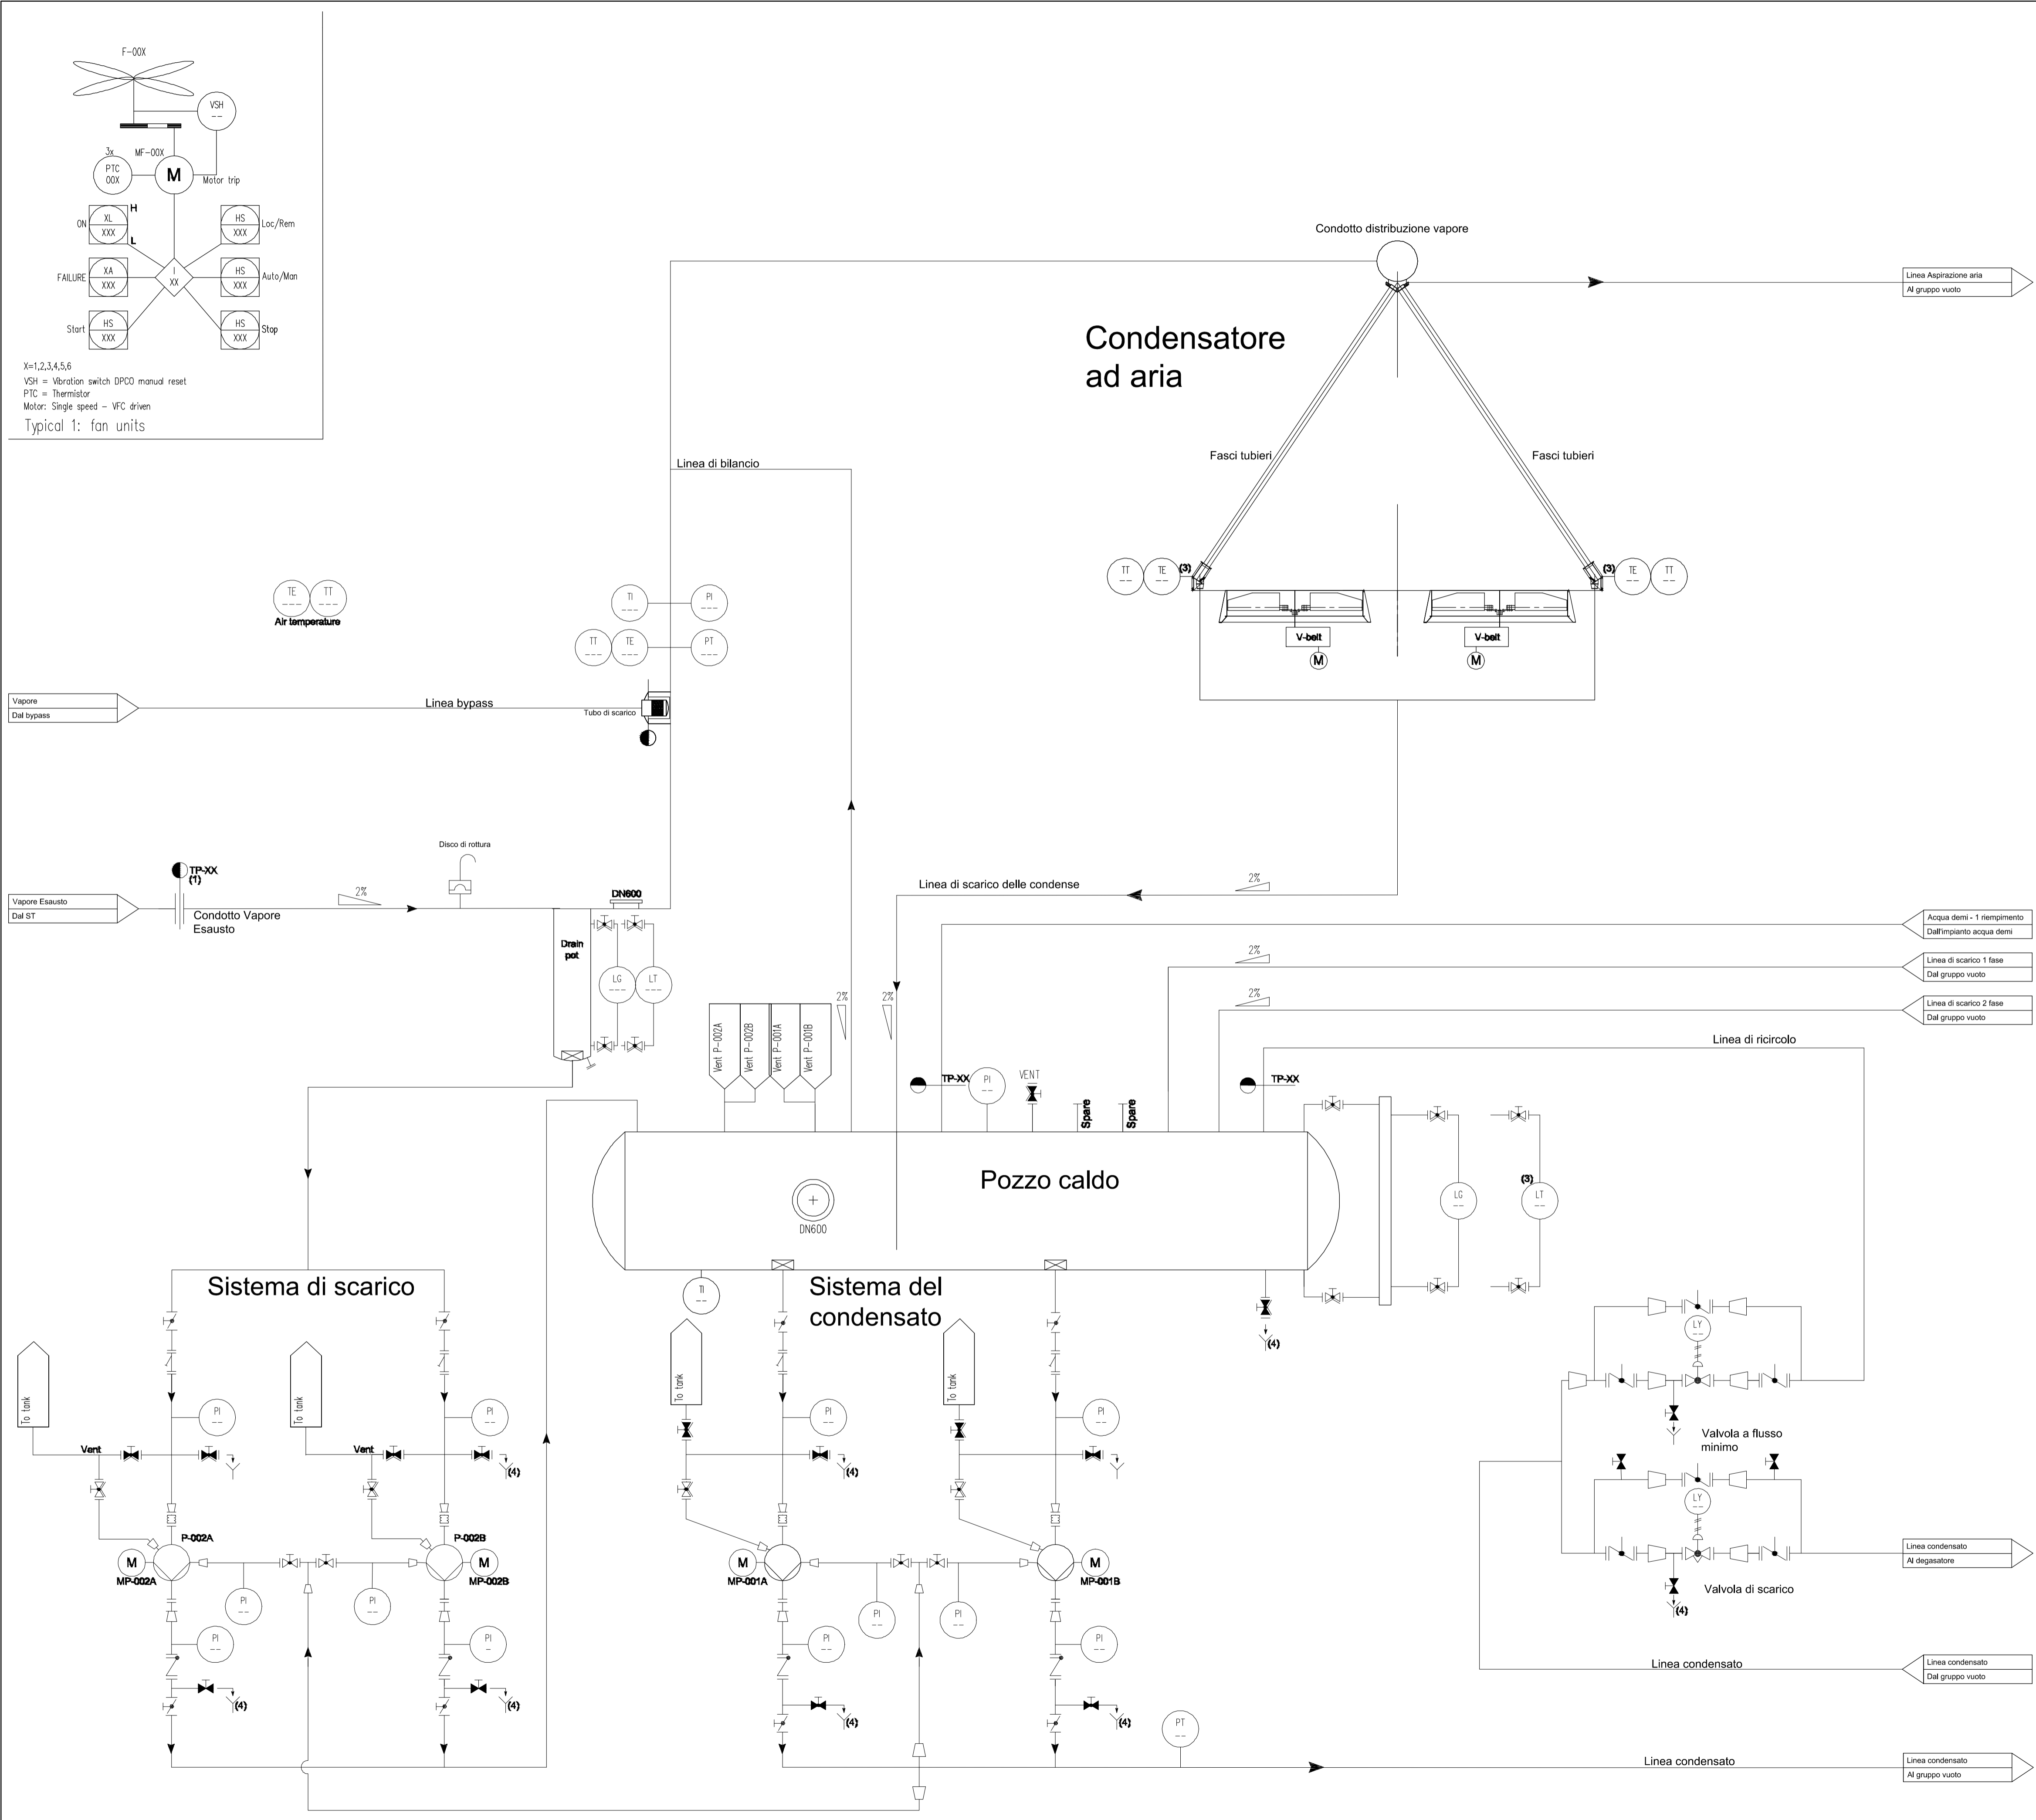 F-00X
VSH
--
3x
MF-00X
PTC
00X
M
Motor trip
ON
XL
XXX
H
L
HS
XXX
Loc/Rem
FAILURE
XA
XXX
I
XX
HS
XXX
Auto/Man
Start
HS
XXX
HS
XXX
Stop
X=1,2,3,4,5,6
VSH = Vibration switch DPCO manual reset
PTC = Thermistor
Motor: Single speed - VFC driven
Typical 1: fan units
Condotto distribuzione vapore
Linea Aspirazione aria
Al gruppo vuoto
Condensatore
ad aria
Fasci tubieri
Fasci tubieri
Linea di bilancio
TT
--
TE
--
(3)
(3)
TE
--
TT
--
V-belt
V-belt
M
M
TE
---
TT
---
Air temperature
TI
---
PI
---
TT
---
TE
---
PT
---
Vapore
Dal bypass
Linea bypass
Tubo di scarico
Disco di rottura
TP-XX
(1)
2%
DN600
Vapore Esausto
Dal ST
Condotto Vapore
Esausto
Drain
pot
LG
---
LT
---
Linea di scarico delle condense
2%
Acqua demi - 1 riempimento
Dall'impianto acqua demi
2%
Linea di scarico 1 fase
Dal gruppo vuoto
2%
Linea di scarico 2 fase
Dal gruppo vuoto
Linea di ricircolo
2%
2%
Vent P-002A
Vent P-002B
Vent P-001A
Vent P-001B
TP-XX
PI
--
VENT
Spare
Spare
TP-XX
Pozzo caldo
DN600
LG
--
(3)
LT
--
Sistema di scarico
TI
--
Sistema del
condensato
(4)
To tank
To tank
To tank
To tank
PI
--
PI
--
PI
--
PI
--
Vent
Vent
(4)
(4)
LY
--
Valvola a flusso
minimo
LY
--
Valvola di scarico
(4)
Linea condensato
Al degasatore
P-002A
P-002B
M
MP-002A
M
MP-002B
M
MP-001A
M
MP-001B
PI
--
PI
--
PI
--
PI
--
PI
--
PI
-
PI
--
PI
--
(4)
(4)
(4)
(4)
PT
--
Linea condensato
Linea condensato
Dal gruppo vuoto
Linea condensato
Linea condensato
Al gruppo vuoto